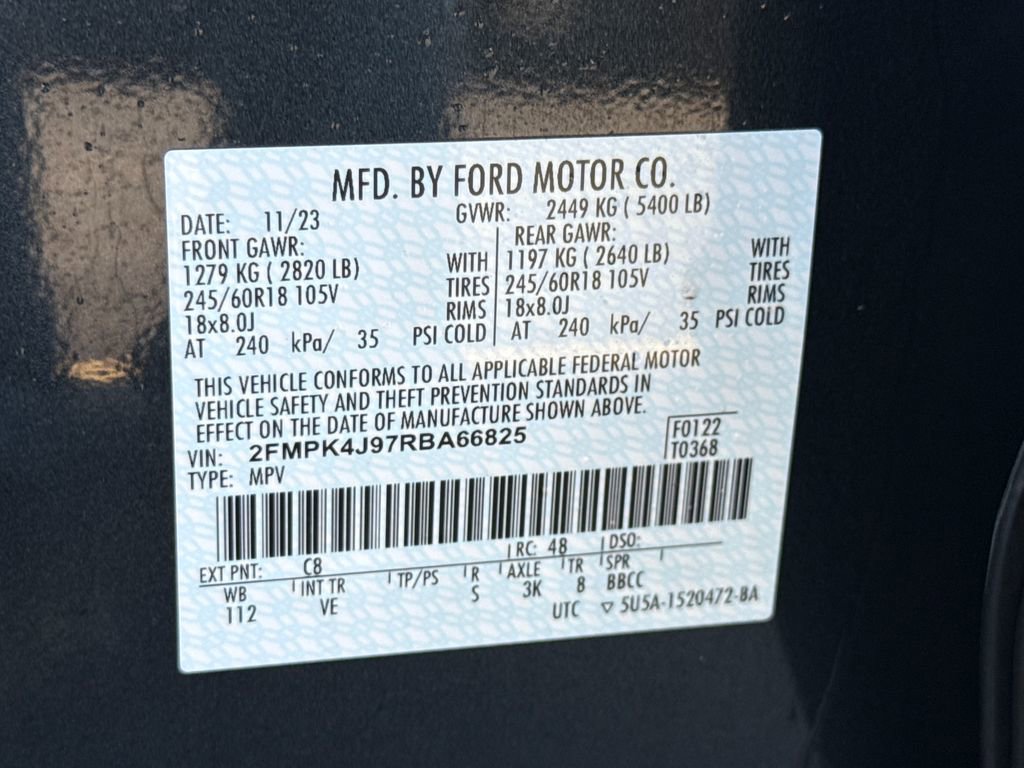 MFD. BY FORD MOTOR CO.
DATE: 11/23 GVWR: 2449 KG ( 5400 LB)
FRONT GAWR: REAR GAWR:
1279 KG ( 2820 LB) WITH 1197 KG ( 2640 LB) WITH
245/60R18 105V TIRES 245/60R18 105V TIRES
18x8.0J RIMS 18x8.0J RIMS
AT 240 kPa/ 35 PSI COLD AT 240 kPa/ 35 PSI COLD
THIS VEHICLE CONFORMS TO ALL APPLICABLE FEDERAL MOTOR
VEHICLE SAFETY AND THEFT PREVENTION STANDARDS IN
EFFECT ON THE DATE OF MANUFACTURE SHOWN ABOVE.
VIN: 2FMPK4J97RBA66825 F0122
TYPE: MPV T0368
EXT PNT: C8 RC: 48 DSO:
WB INT TR TP/PS R AXLE TR SPR
112 VE S 3K 8 BBCC
UTC ▽ 5U5A-1520472-BA